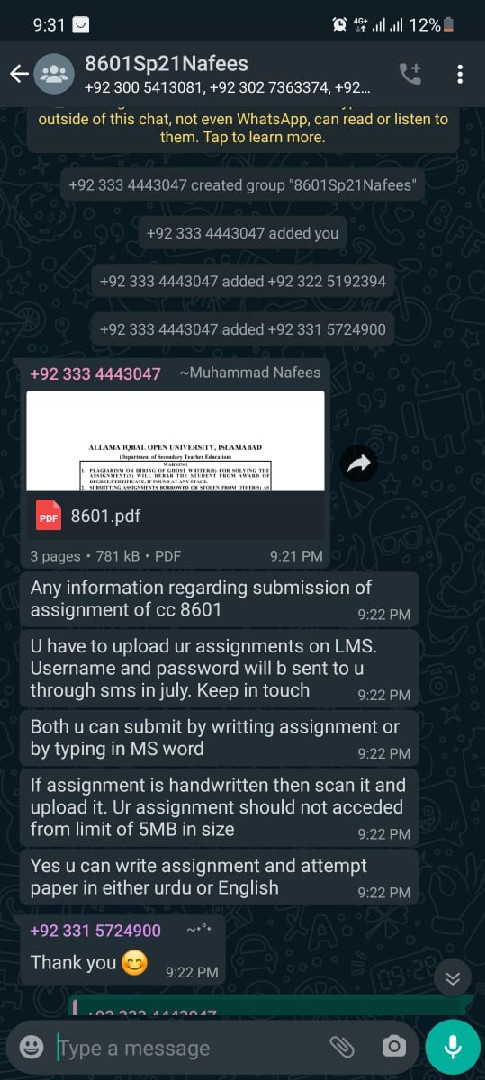 9:31
4G+ 12%
8601Sp21Nafees
+92 300 5413081, +92 302 7363374, +92...
outside of this chat, not even WhatsApp, can read or listen to
them. Tap to learn more.
+92 333 4443047 created group "8601Sp21Nafees"
+92 333 4443047 added you
+92 333 4443047 added +92 322 5192394
+92 333 4443047 added +92 331 5724900
+92 333 4443047 ~Muhammad Nafees
ALLAMA IQBAL OPEN UNIVERSITY, ISLAMABAD
(Department of Secondary Teacher Education)
WARNING
1. PLAGIARISM OR HIRING OF GHOST WRITER(S) FOR SOLVING THE
ASSIGNMENT(S) WILL DEBAR THE STUDENT FROM AWARD OF
DEGREE/CERTIFICATE, IF FOUND AT ANY STAGE.
2. SUBMITTING ASSIGNMENTS BORROWED OR STOLEN FROM OTHER(S) AS
PDF 8601.pdf
3 pages • 781 kB • PDF 9:21 PM
Any information regarding submission of
assignment of cc 8601 9:22 PM
U have to upload ur assignments on LMS.
Username and password will b sent to u
through sms in july. Keep in touch 9:22 PM
Both u can submit by writting assignment or
by typing in MS word 9:22 PM
If assignment is handwritten then scan it and
upload it. Ur assignment should not acceded
from limit of 5MB in size 9:22 PM
Yes u can write assignment and attempt
paper in either urdu or English 9:22 PM
+92 331 5724900 ~•°•
Thank you 😊 9:22 PM
+92 333 4443047
Type a message